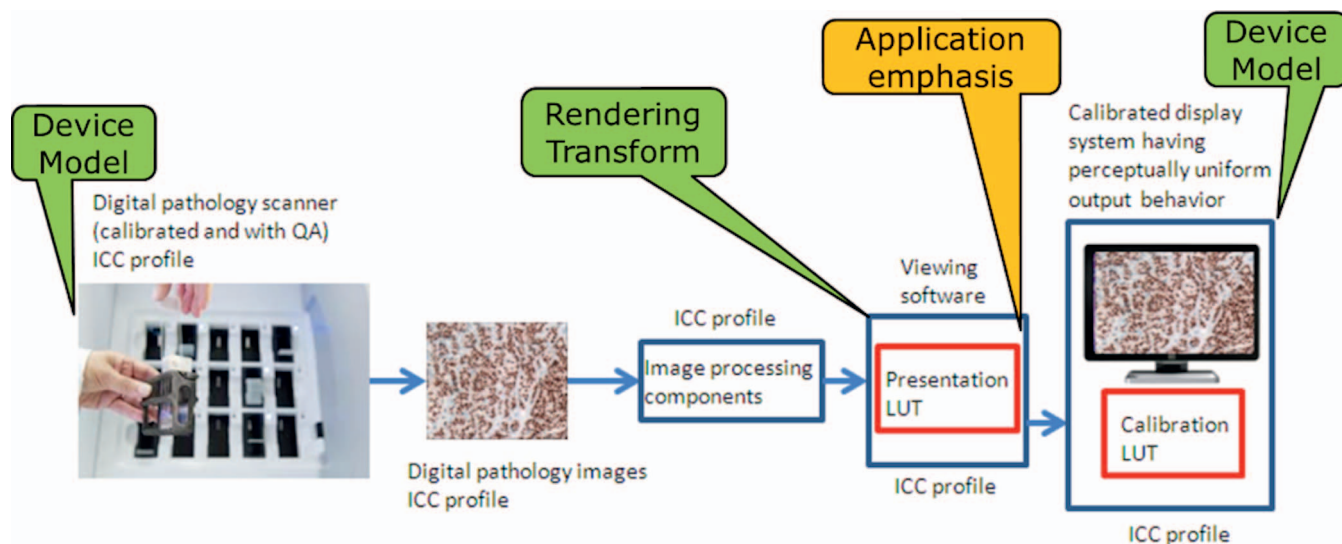 Device
Model
Digital pathology scanner
(calibrated and with QA)
ICC profile
Digital pathology images
ICC profile
ICC profile
Image processing
components
Rendering
Transform
Application
emphasis
Viewing
software
Presentation
LUT
ICC profile
Device
Model
Calibrated display
system having
perceptually uniform
output behavior
Calibration
LUT
ICC profile